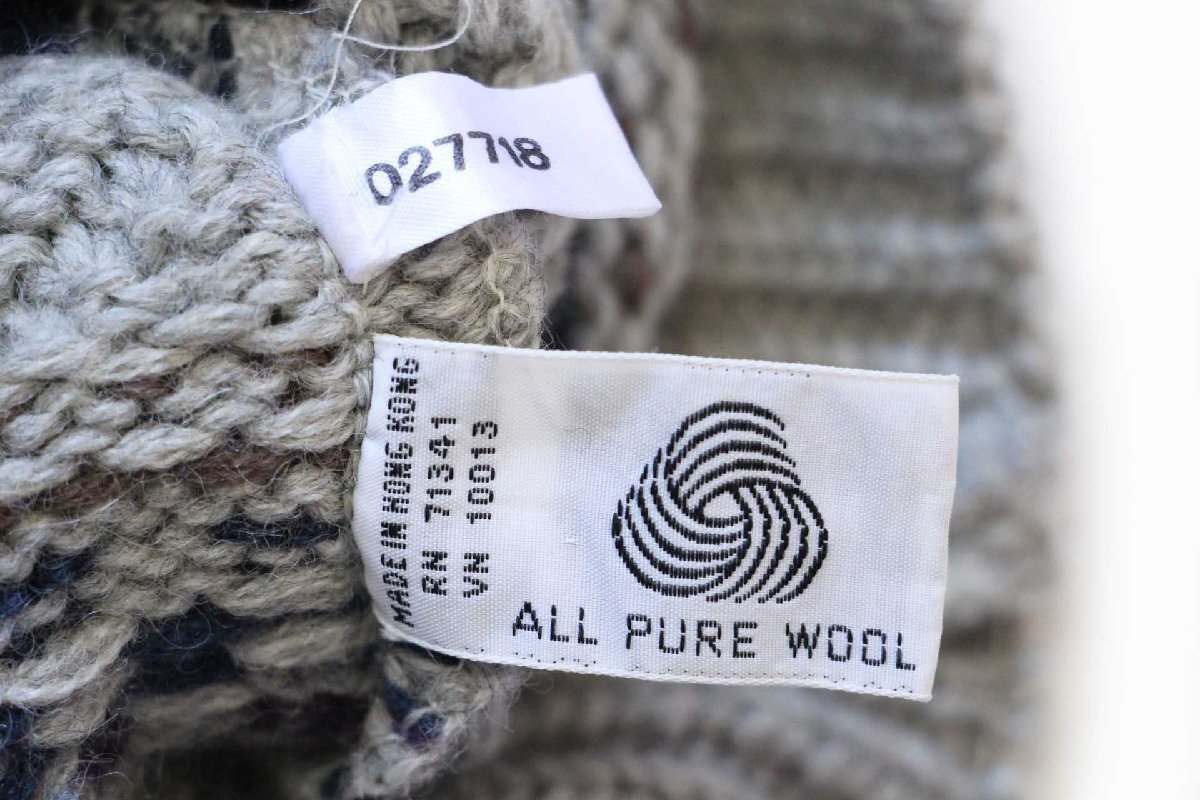 027718
MADE IN HONG KONG
RN 71341
VN 10013
ALL PURE WOOL